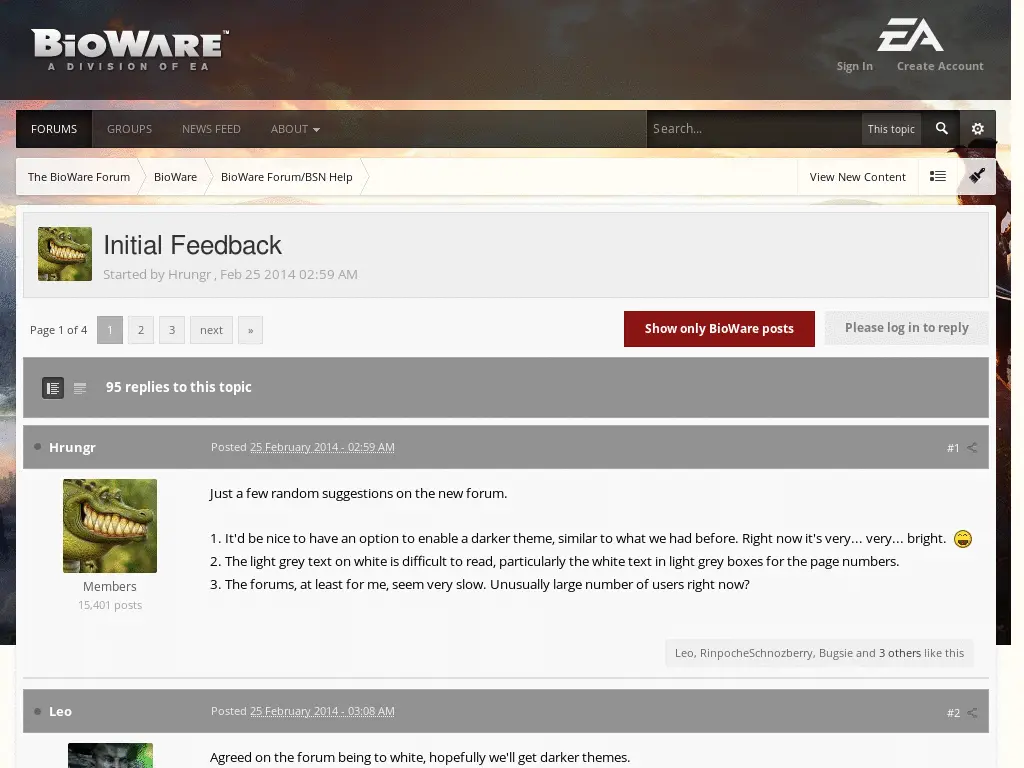 BIOWARE™
A DIVISION OF EA
EA
Sign In Create Account
FORUMS GROUPS NEWS FEED ABOUT Search... This topic
The BioWare Forum BioWare BioWare Forum/BSN Help View New Content
Initial Feedback
Started by Hrungr , Feb 25 2014 02:59 AM
Page 1 of 4 1 2 3 next » Show only BioWare posts Please log in to reply
95 replies to this topic
Hrungr Posted 25 February 2014 - 02:59 AM #1
Just a few random suggestions on the new forum.
1. It'd be nice to have an option to enable a darker theme, similar to what we had before. Right now it's very... very... bright.
2. The light grey text on white is difficult to read, particularly the white text in light grey boxes for the page numbers.
3. The forums, at least for me, seem very slow. Unusually large number of users right now?
Members
15,401 posts
Leo, RinpocheSchnozberry, Bugsie and 3 others like this
Leo Posted 25 February 2014 - 03:08 AM #2
Agreed on the forum being to white, hopefully we'll get darker themes.